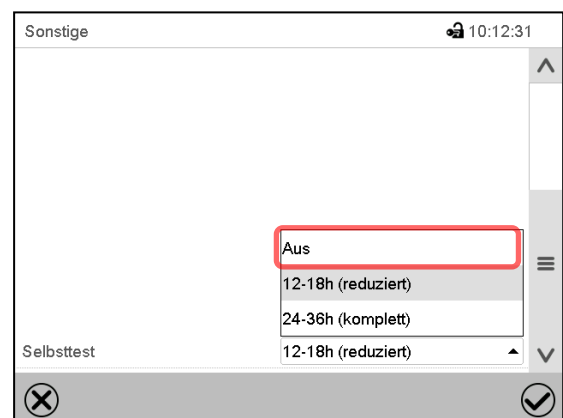 Sonstige 10:12:31
Aus
12-18h (reduziert)
24-36h (komplett)
Selbsttest 12-18h (reduziert)